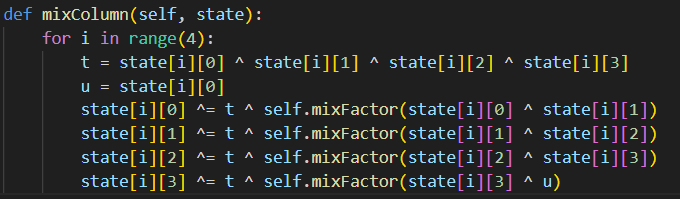 def mixColumn(self, state):
    for i in range(4):
        t = state[i][0] ^ state[i][1] ^ state[i][2] ^ state[i][3]
        u = state[i][0]
        state[i][0] ^= t ^ self.mixFactor(state[i][0] ^ state[i][1])
        state[i][1] ^= t ^ self.mixFactor(state[i][1] ^ state[i][2])
        state[i][2] ^= t ^ self.mixFactor(state[i][2] ^ state[i][3])
        state[i][3] ^= t ^ self.mixFactor(state[i][3] ^ u)